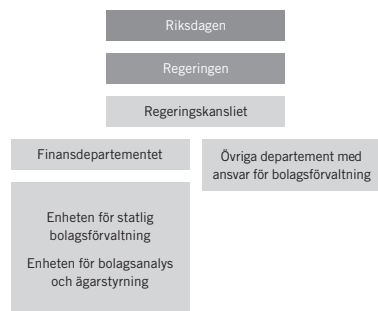 Riksdagen
Regeringen
Regeringskansliet
Finansdepartementet
Övriga departement med
ansvar för bolagsförvaltning
Enheten för statlig
bolagsförvaltning
Enheten för bolagsanalys
och ägarstyrning